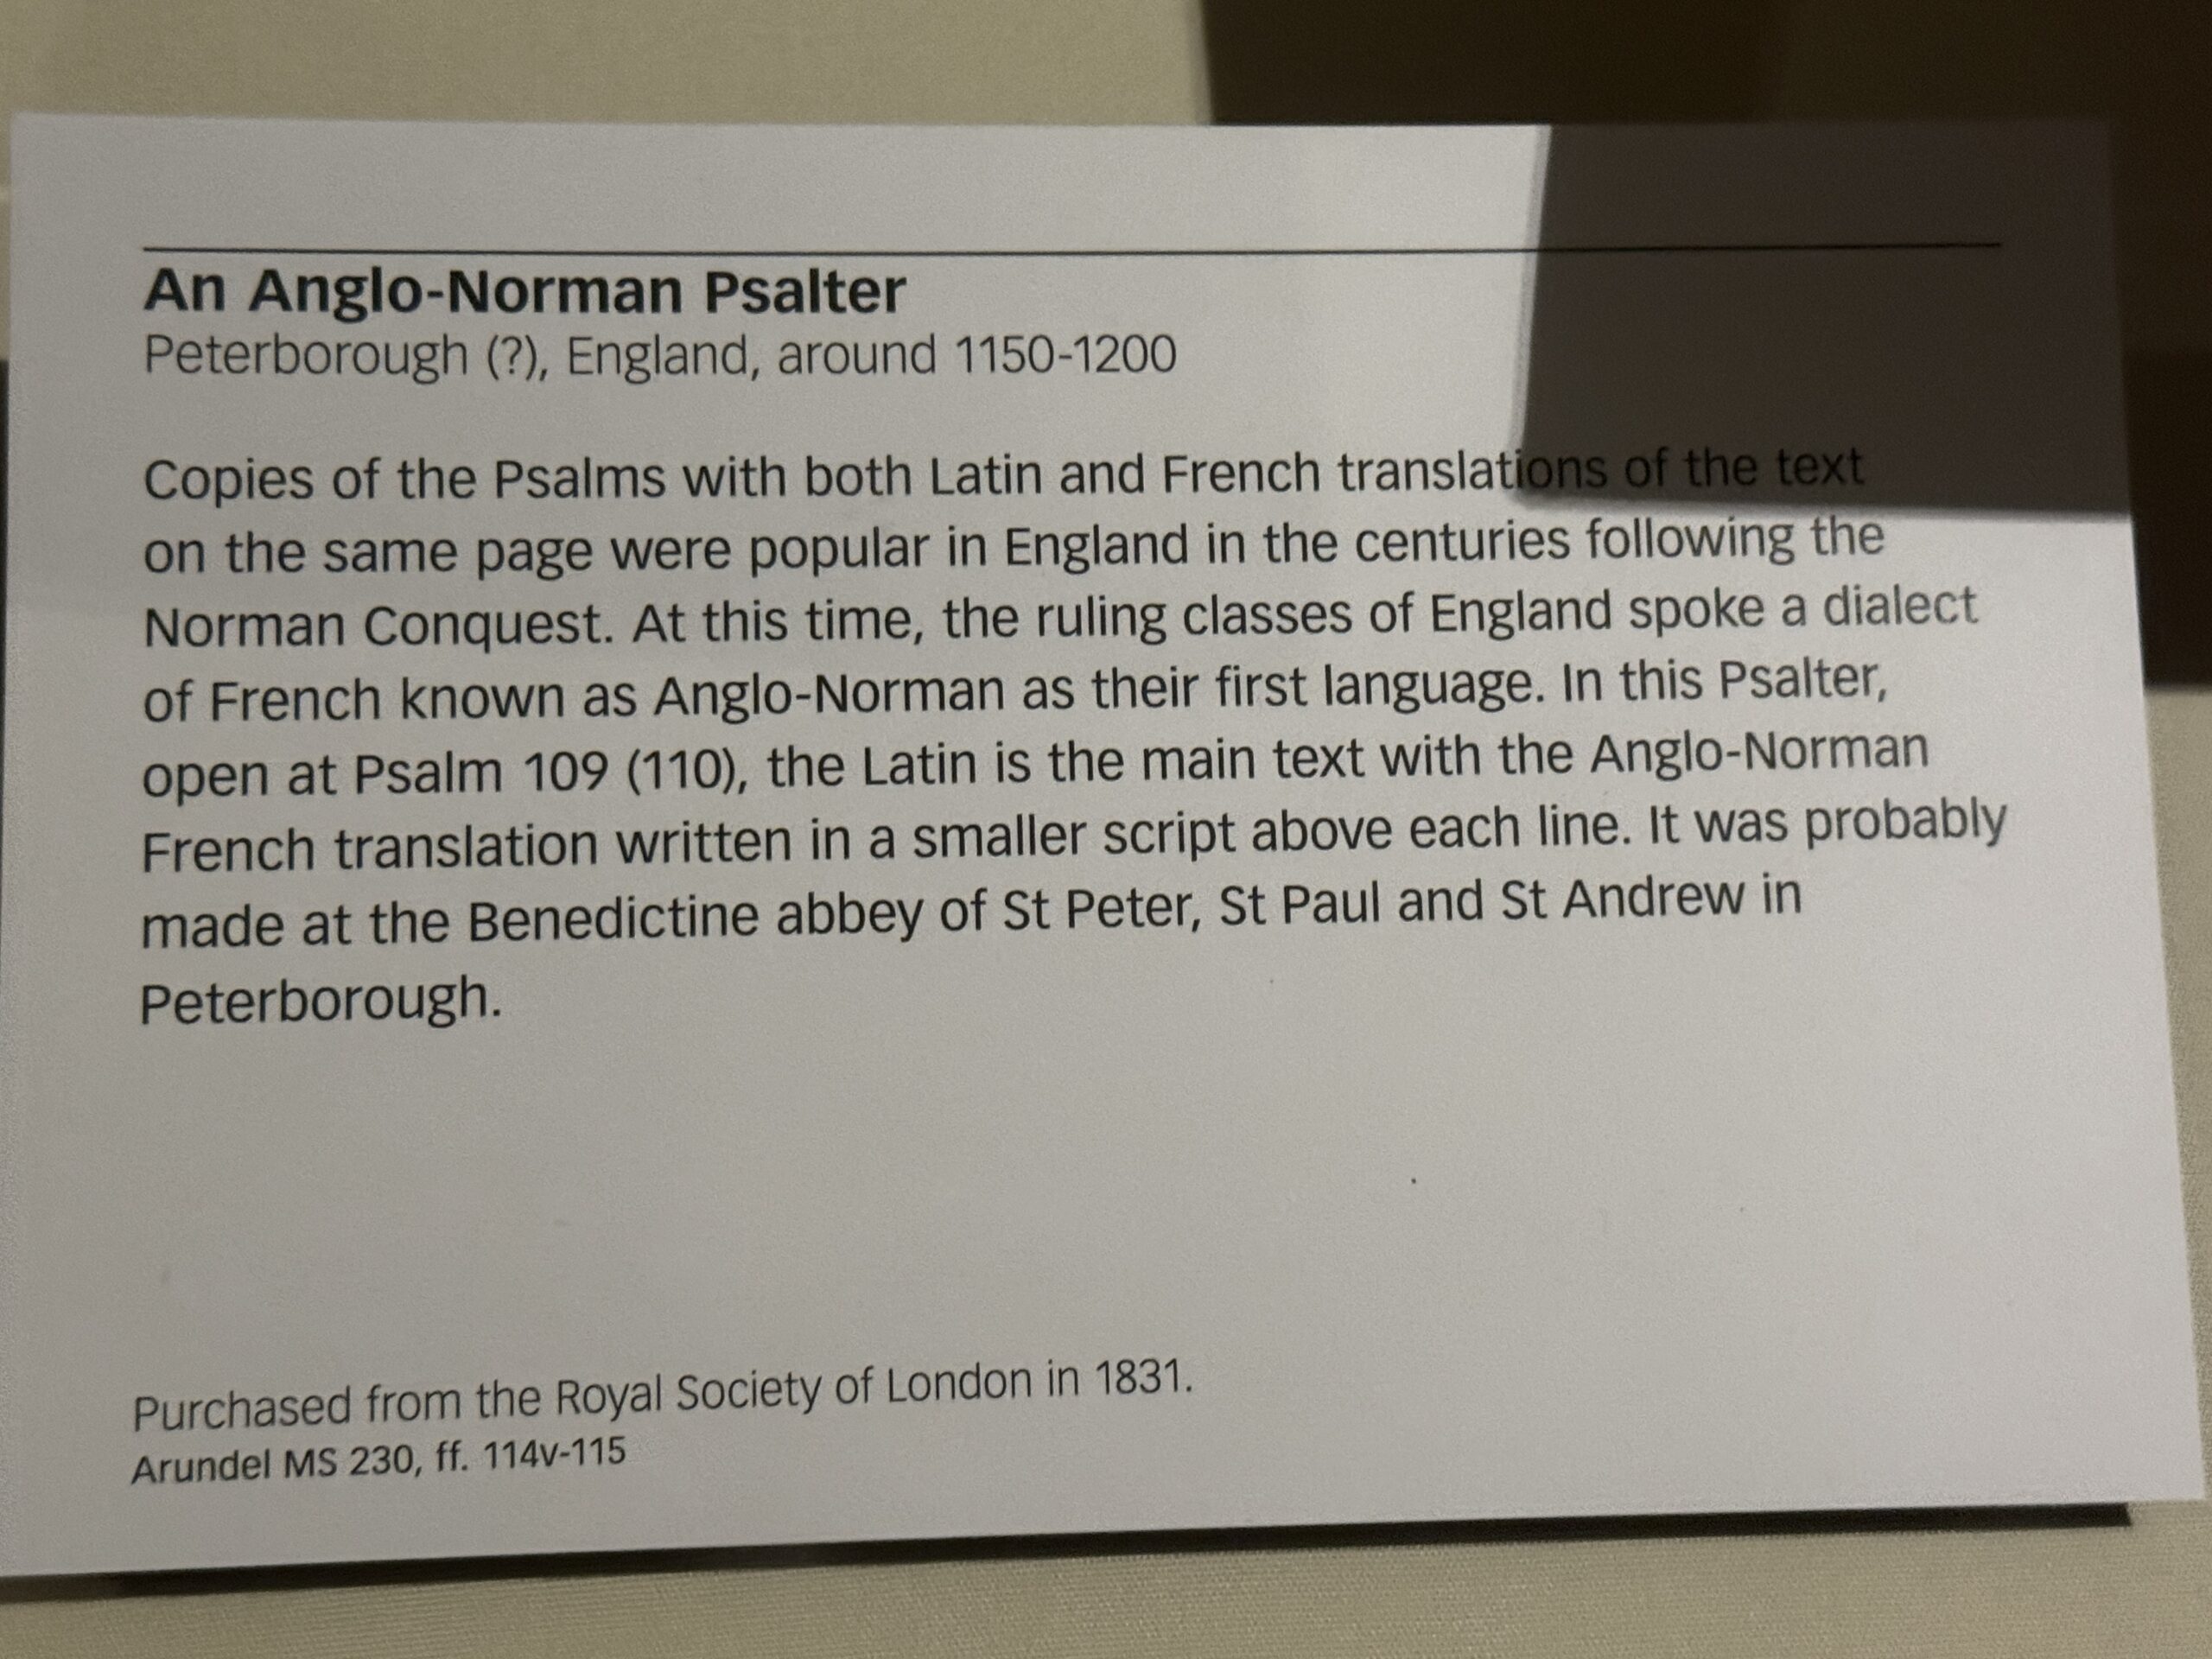 An Anglo-Norman Psalter
Peterborough (?), England, around 1150-1200
Copies of the Psalms with both Latin and French translations of the text
on the same page were popular in England in the centuries following the
Norman Conquest. At this time, the ruling classes of England spoke a dialect
of French known as Anglo-Norman as their first language. In this Psalter,
open at Psalm 109 (110), the Latin is the main text with the Anglo-Norman
French translation written in a smaller script above each line. It was probably
made at the Benedictine abbey of St Peter, St Paul and St Andrew in
Peterborough.
Purchased from the Royal Society of London in 1831.
Arundel MS 230, ff. 114v-115